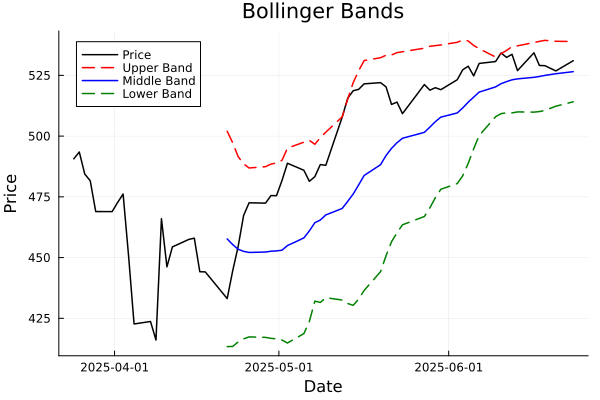 Bollinger Bands
Price
Upper Band
Middle Band
Lower Band
Price
525
500
475
450
425
2025-04-01
2025-05-01
2025-06-01
Date